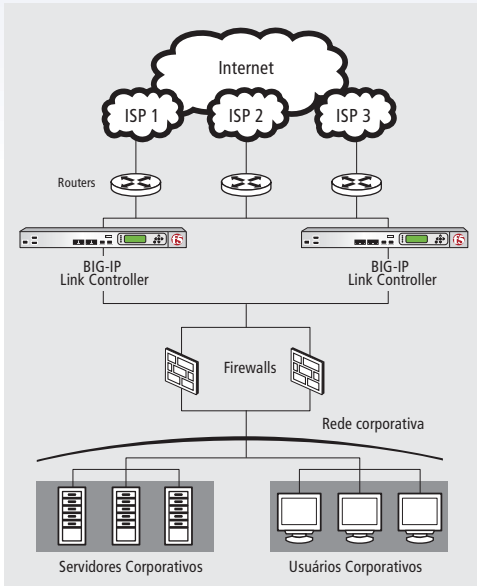 Internet
ISP 1
ISP 2
ISP 3
Routers
BIG-IP
Link Controller
BIG-IP
Link Controller
Firewalls
Rede corporativa
Servidores Corporativos
Usuários Corporativos